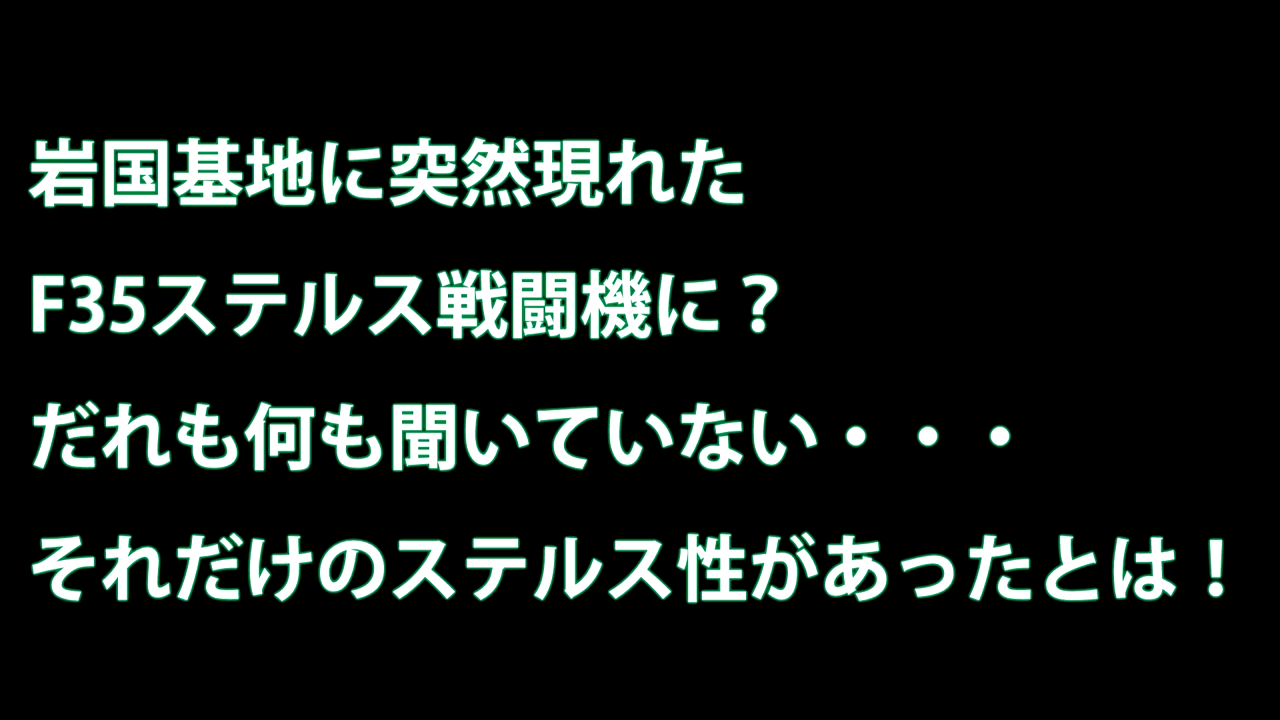 岩国基地に突然現れた
F35ステルス戦闘機に？
だれも何も聞いていない・・・
それだけのステルス性があったとは！